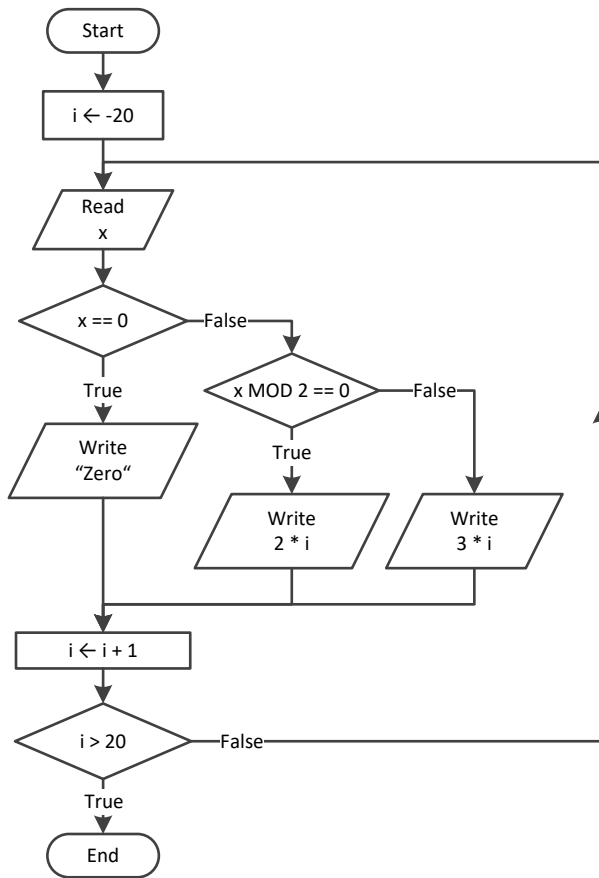 Start
i ← -20
Read
x
x == 0
False
True
x MOD 2 == 0
False
True
Write
“Zero“
Write
2 * i
Write
3 * i
i ← i + 1
i > 20
False
True
End